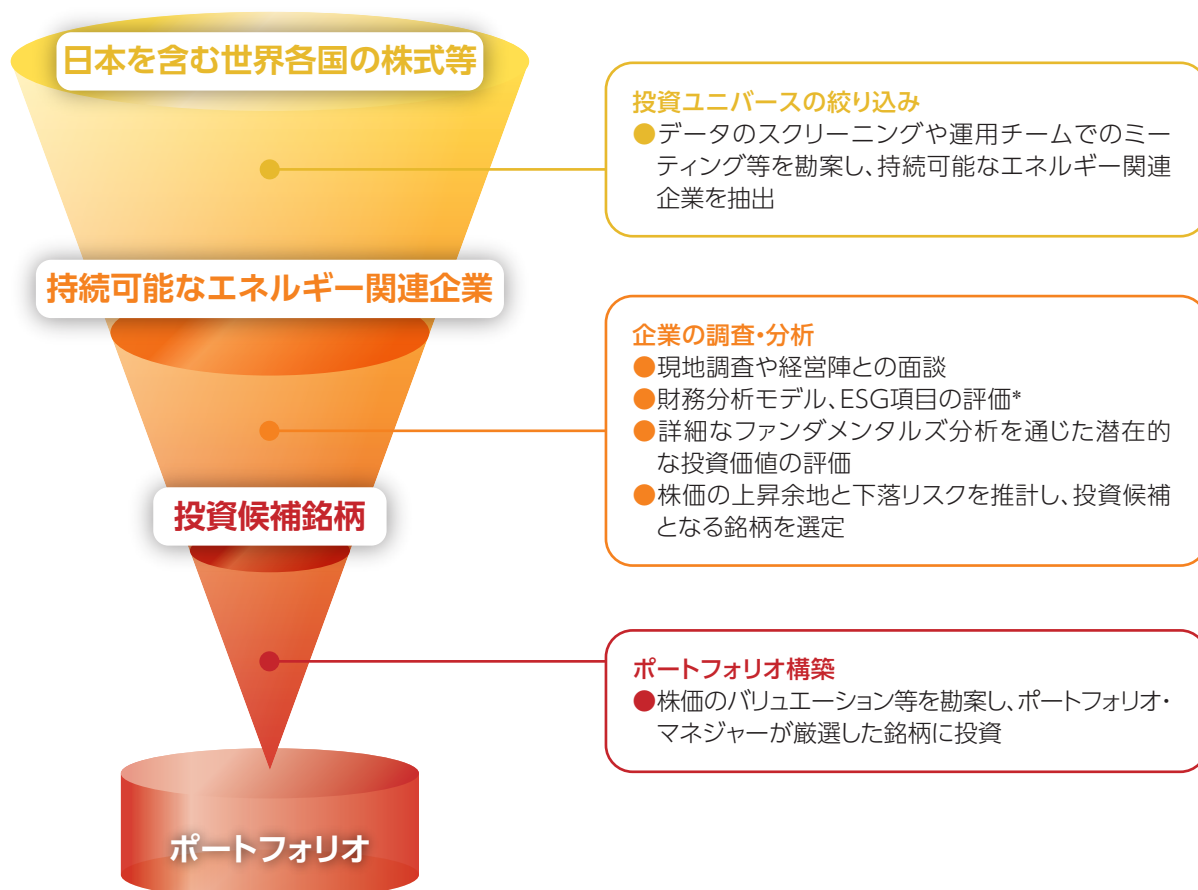 日本を含む世界各国の株式等
投資ユニバースの絞り込み
●データのスクリーニングや運用チームでのミー
ティング等を勘案し、持続可能なエネルギー関連
企業を抽出
持続可能なエネルギー関連企業
企業の調査・分析
●現地調査や経営陣との面談
●財務分析モデル、ESG項目の評価*
●詳細なファンダメンタルズ分析を通じた潜在的
な投資価値の評価
●株価の上昇余地と下落リスクを推計し、投資候補
となる銘柄を選定
投資候補銘柄
ポートフォリオ構築
●株価のバリュエーション等を勘案し、ポートフォリオ・
マネジャーが厳選した銘柄に投資
ポートフォリオ